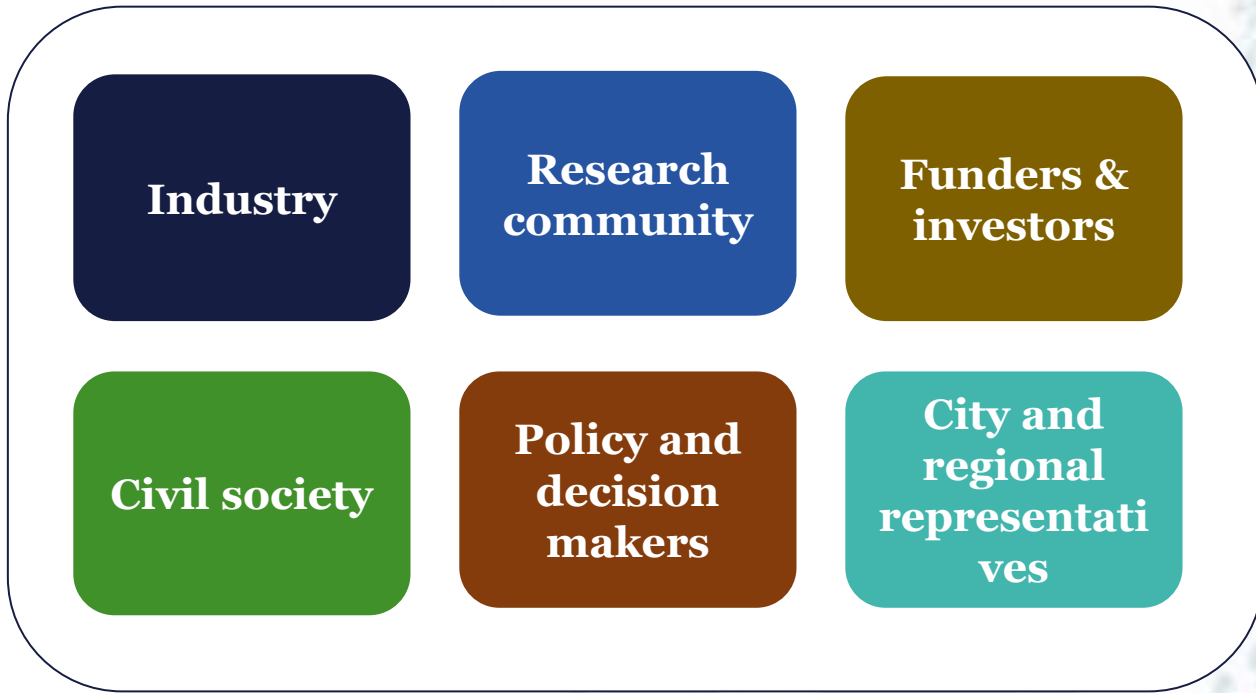 Industry
Research
community
Funders &
investors
Civil society
Policy and
decision
makers
City and
regional
representati
ves